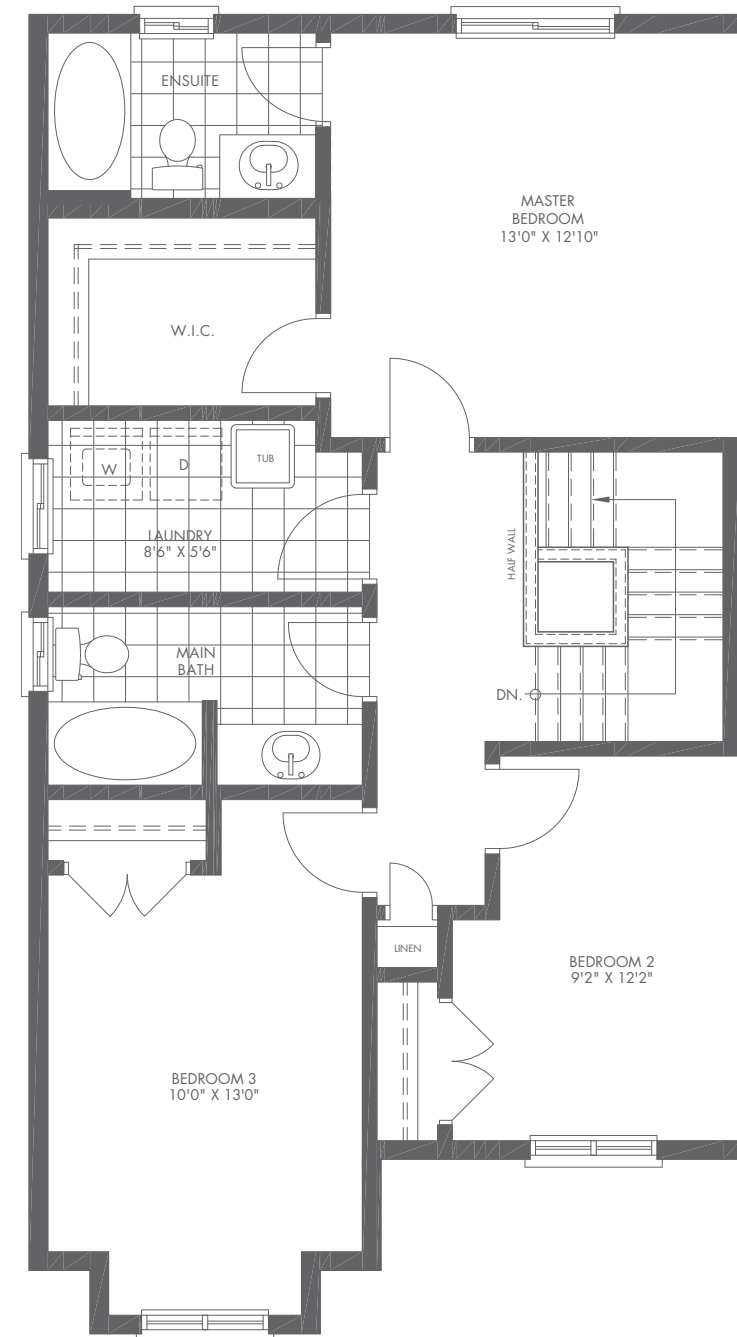 ENSUITE
MASTER
BEDROOM
13'0" X 12'10"
W.I.C.
W
D
TUB
LAUNDRY
8'6" X 5'6"
HALF WALL
MAIN
BATH
DN.
LINEN
BEDROOM 2
9'2" X 12'2"
BEDROOM 3
10'0" X 13'0"